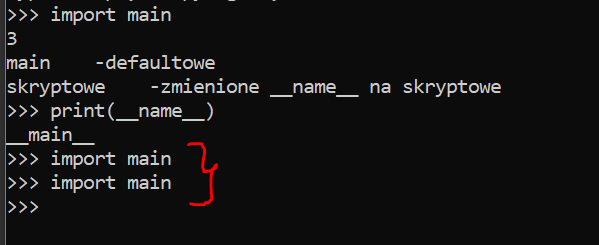 >>> import main
3
main    -defaultowe
skryptowe    -zmienione __name__ na skryptowe
>>> print(__name__)
__main__
>>> import main
>>> import main
>>>